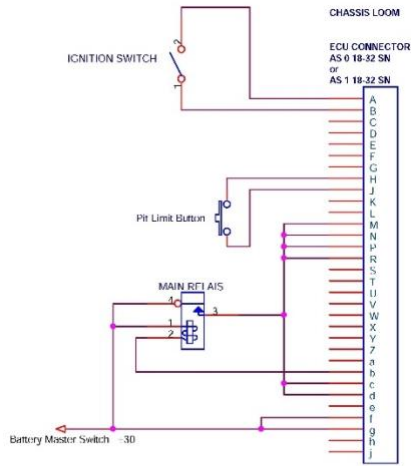 CHASSIS LOOM
ECU CONNECTOR
AS 0 18-32 SN
or
AS 1 18-32 SN
IGNITION SWITCH
2
1
A
B
C
D
E
F
G
H
J
K
L
M
N
P
R
S
T
U
V
W
X
Y
Z
a
b
c
d
e
f
g
h
j
Pit Limit Button
MAIN RELAIS
4
3
1
2
Battery Master Switch =30